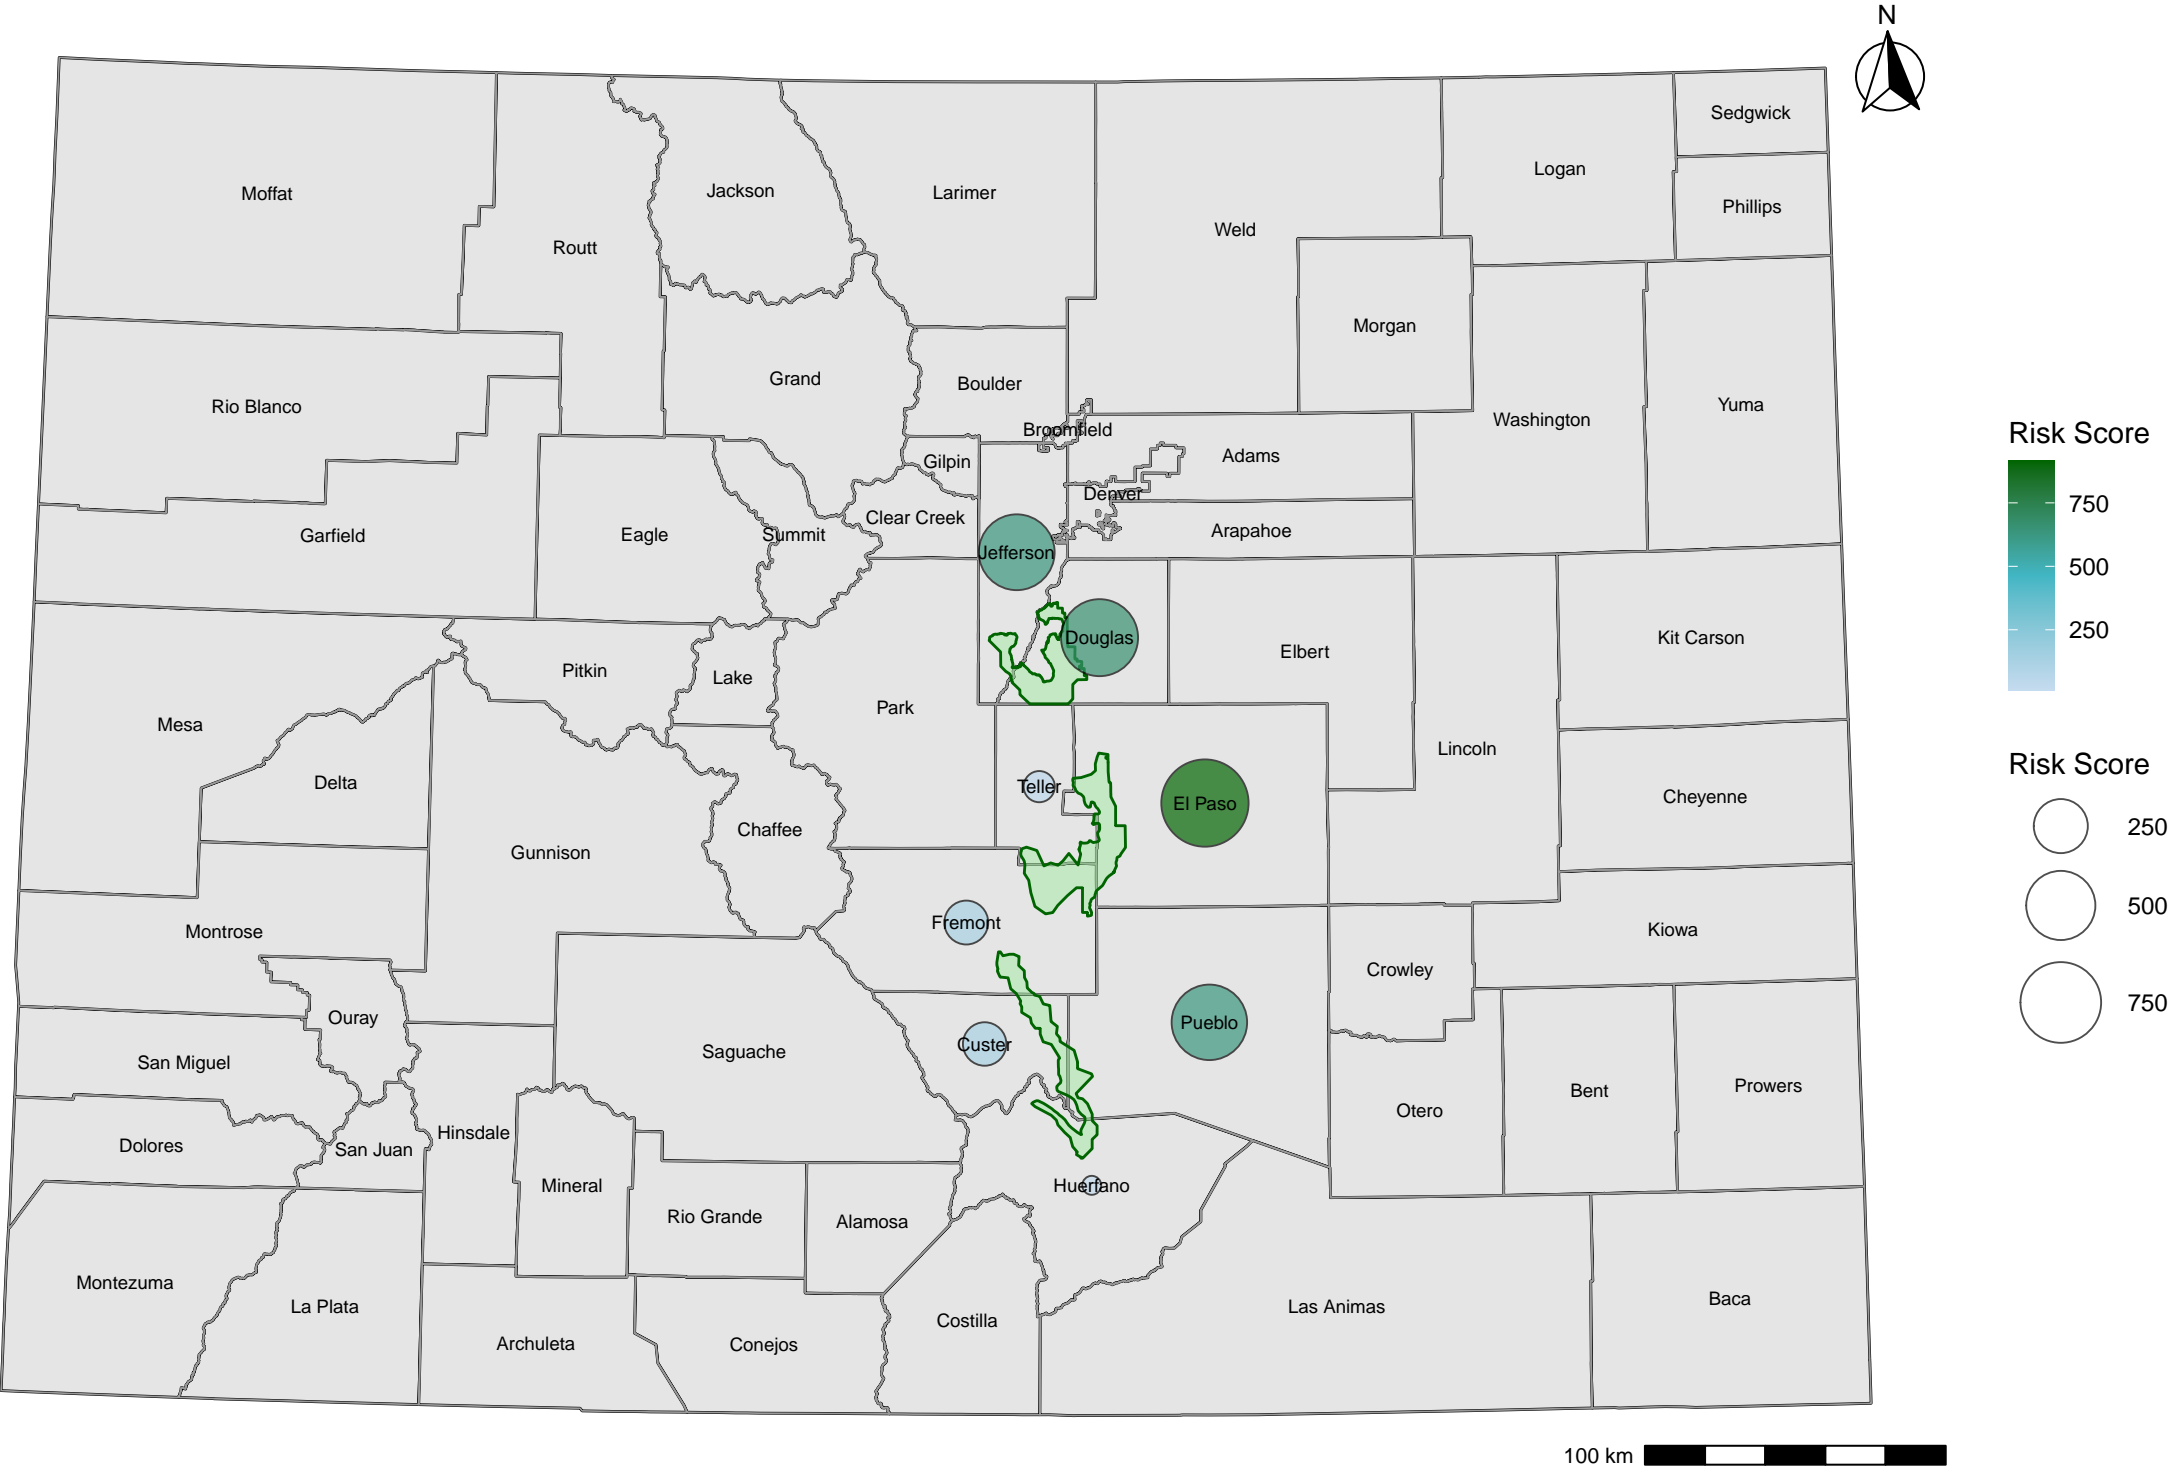 N
Sedgwick
Logan
Moffat
Jackson
Larimer
Phillips
Weld
Routt
Morgan
Grand
Boulder
Rio Blanco
Yuma
Washington
Broomfield
Risk Score
Adams
Gilpin
Denver
750
Clear Creek
Arapahoe
Garfield
Eagle
Summit
Jefferson
500
250
Douglas
Kit Carson
Elbert
Pitkin
Lake
Park
Mesa
Lincoln
Risk Score
Delta
Teller
El Paso
Cheyenne
Chaffee
250
Gunnison
500
Fremont
Montrose
Kiowa
Crowley
750
Ouray
Pueblo
Custer
Saguache
San Miguel
Prowers
Bent
Otero
Hinsdale
Dolores
San Juan
Mineral
Huerfano
Rio Grande
Alamosa
Montezuma
La Plata
Las Animas
Baca
Costilla
Archuleta
Conejos
100 km